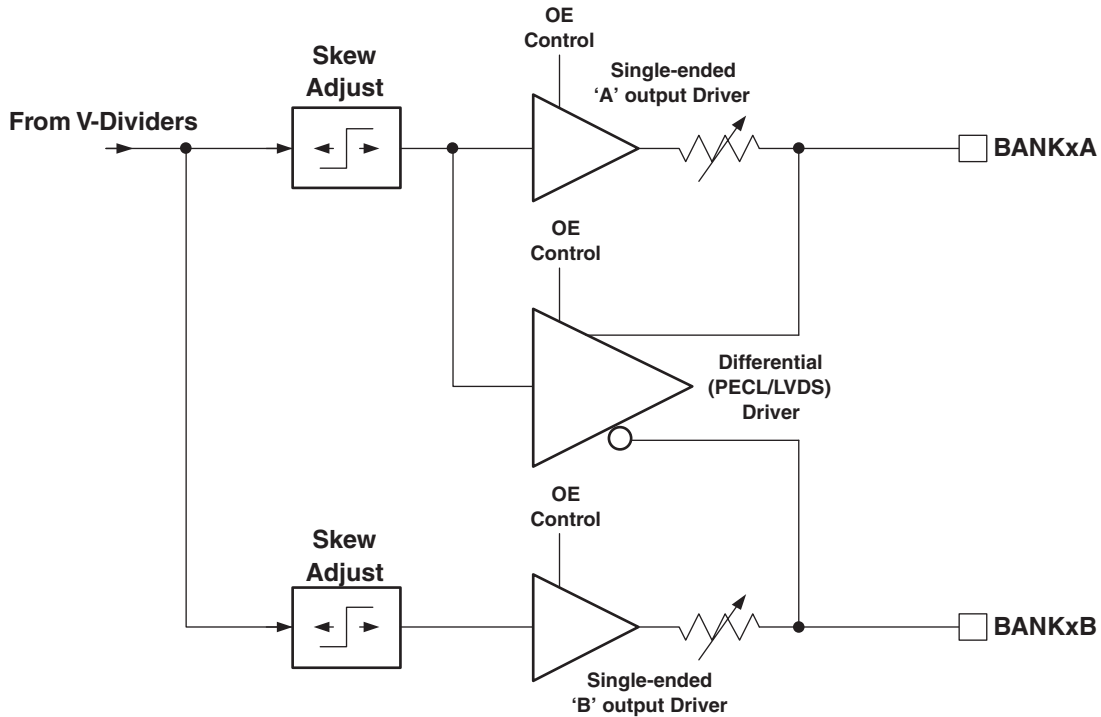 OE
Control
Skew
Adjust
Single-ended
‘A’ output Driver
From V-Dividers
BANKxA
OE
Control
Differential
(PECL/LVDS)
Driver
OE
Control
Skew
Adjust
BANKxB
Single-ended
‘B’ output Driver